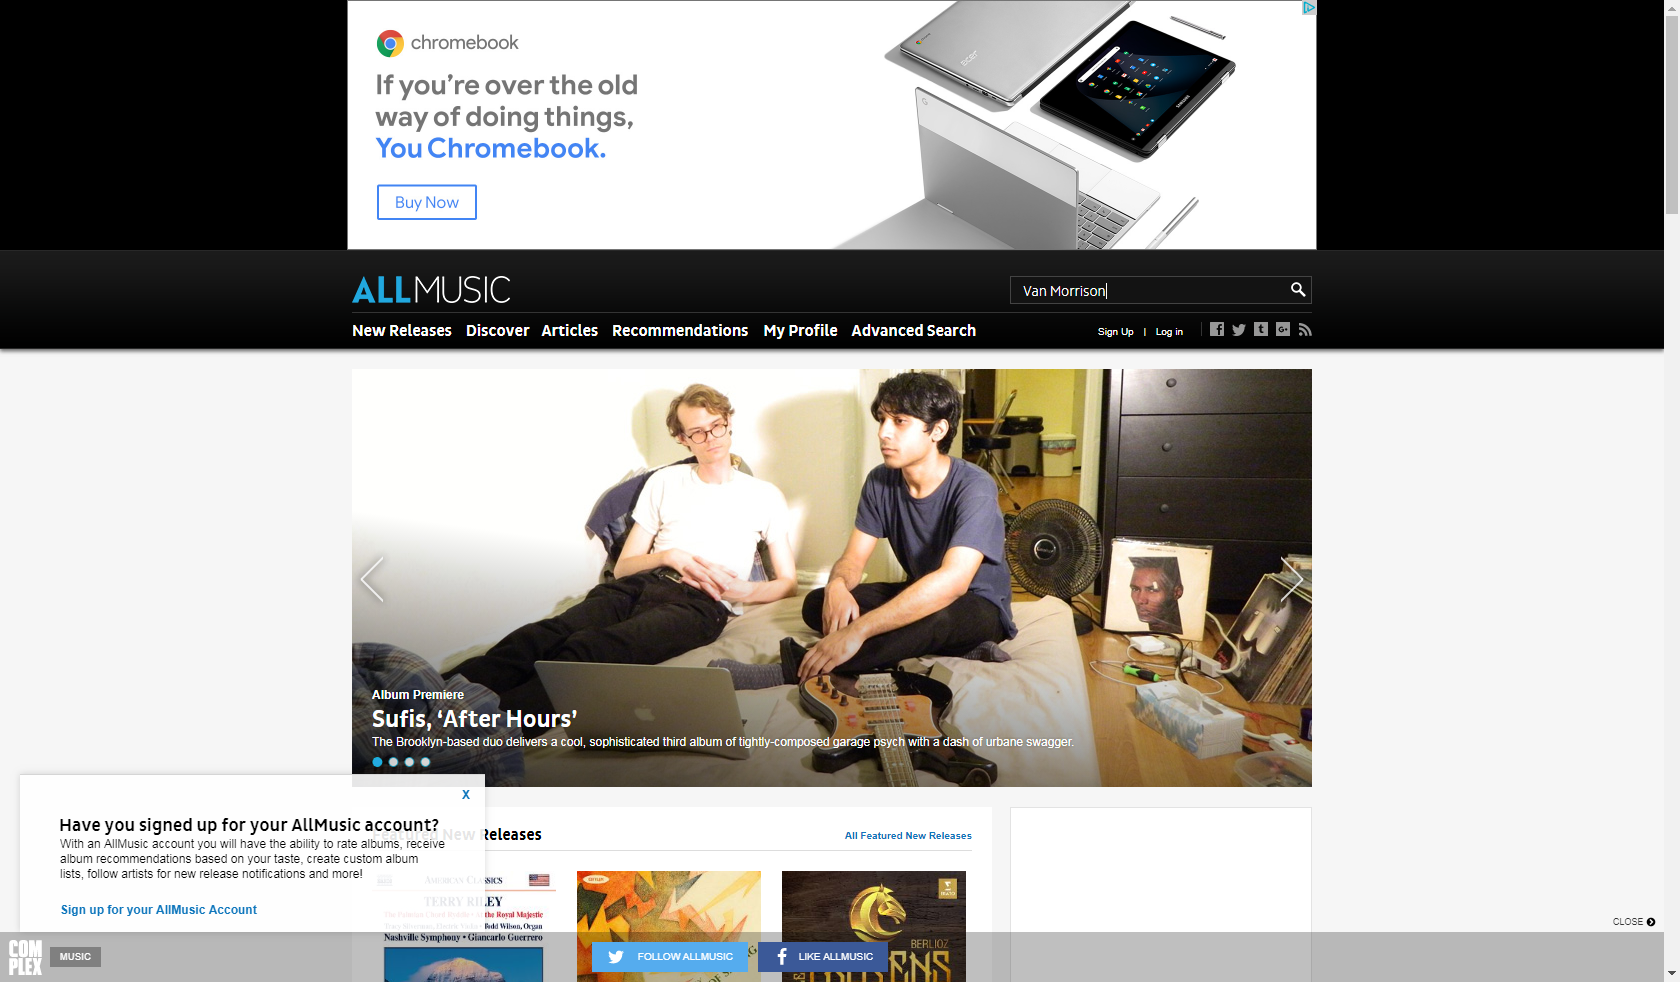 chromebook
If you're over the old
way of doing things,
You Chromebook.
Buy Now
ALLMUSIC
Van Morrison
New Releases Discover Articles Recommendations My Profile Advanced Search
Sign Up | Log in
Album Premiere
Sufis, ‘After Hours’
The Brooklyn-based duo delivers a cool, sophisticated third album of tightly-composed garage psych with a dash of urbane swagger.
X
Have you signed up for your AllMusic account?
With an AllMusic account you will have the ability to rate albums, receive
album recommendations based on your taste, create custom album
lists, follow artists for new release notifications and more!
Sign up for your AllMusic Account
Featured New Releases
All Featured New Releases
AMERICAN CLASSICS
TERRY RILEY
at the Royal Majestic
Todd Wilson, Organ
Nashville Symphony • Giancarlo Guerrero
BERLIOZ
ERATO
CLOSE
COMPLEX
MUSIC
FOLLOW ALLMUSIC
LIKE ALLMUSIC